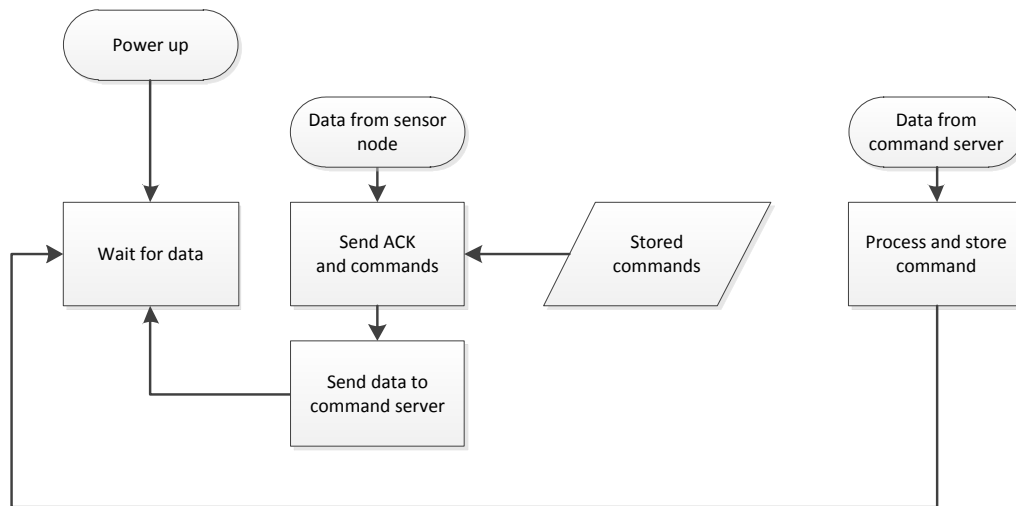 Power up
Data from sensor
node
Data from
command server
Wait for data
Send ACK
and commands
Stored
commands
Process and store
command
Send data to
command server